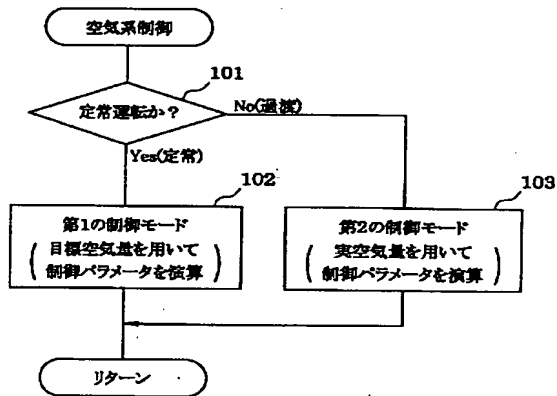 空気系制御
101
定常運転か?
No(過渡)
Yes(定常)
102
第1の制御モード
(目標空気量を用いて
制御パラメータを演算)
103
第2の制御モード
(実空気量を用いて
制御パラメータを演算)
リターン